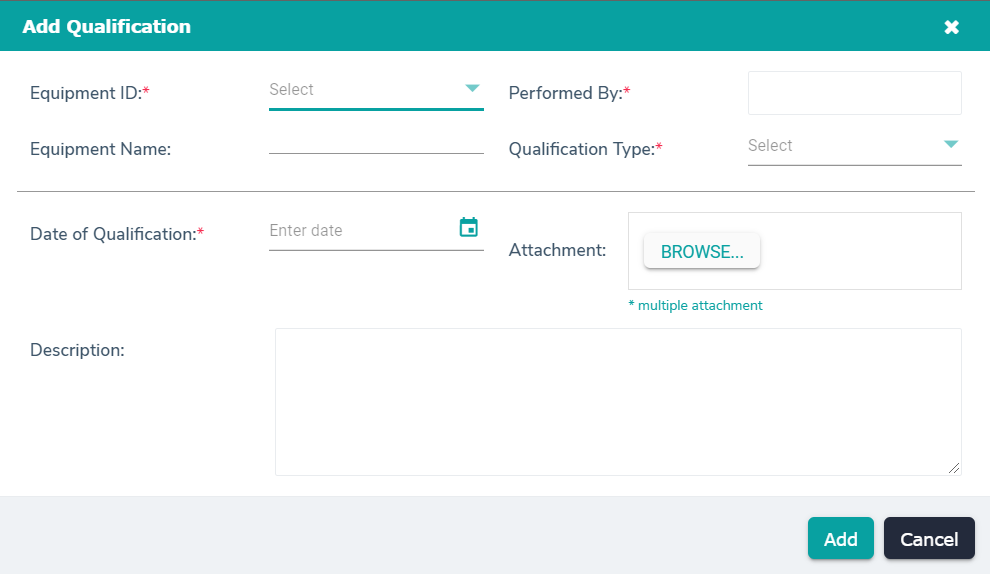 Add Qualification ✖
Equipment ID:* Select Performed By:*
Equipment Name: Qualification Type:* Select
Date of Qualification:* Enter date
Attachment: BROWSE...
* multiple attachment
Description:
Add Cancel